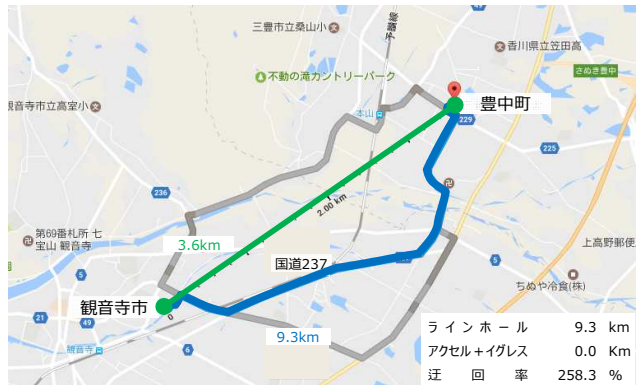 三豊市立桑山小
予讃線
香川県立笠田高
不動の滝カントリーパーク
さぬき豊中
豊中町
観音寺市立高室小
本山
229
225
2.00 km
236
第69番札所 七
宝山 観音寺
3.6km
5
国道237
上高野郵便
ちぬや冷食(株)
観音寺市
0
21
5
9.3km
観音寺
6
ラインホール 9.3 km
アクセル+イグレス 0.0 Km
迂回率 258.3 %